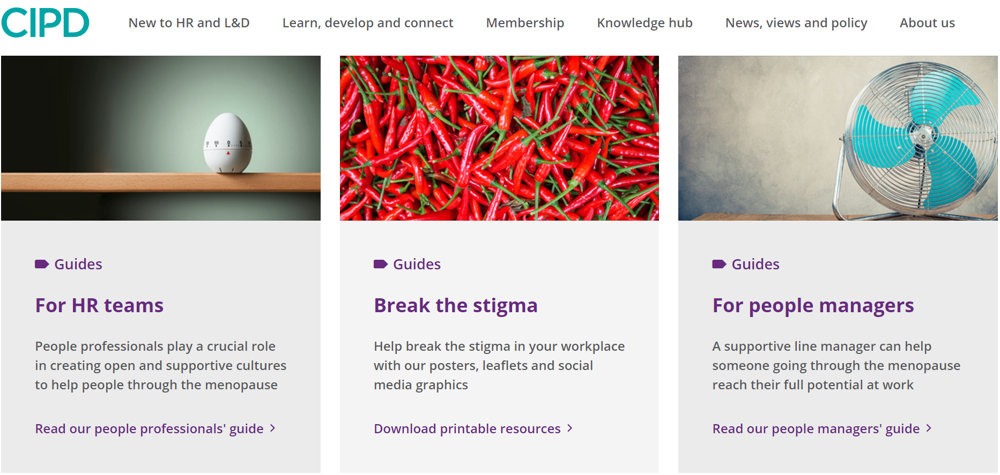 CIPD
New to HR and L&D
Learn, develop and connect
Membership
Knowledge hub
News, views and policy
About us
55 0 5
Guides
For HR teams
People professionals play a crucial role
in creating open and supportive cultures
to help people through the menopause
Read our people professionals' guide
Guides
Break the stigma
Help break the stigma in your workplace
with our posters, leaflets and social
media graphics
Download printable resources
Guides
For people managers
A supportive line manager can help
someone going through the menopause
reach their full potential at work
Read our people managers' guide